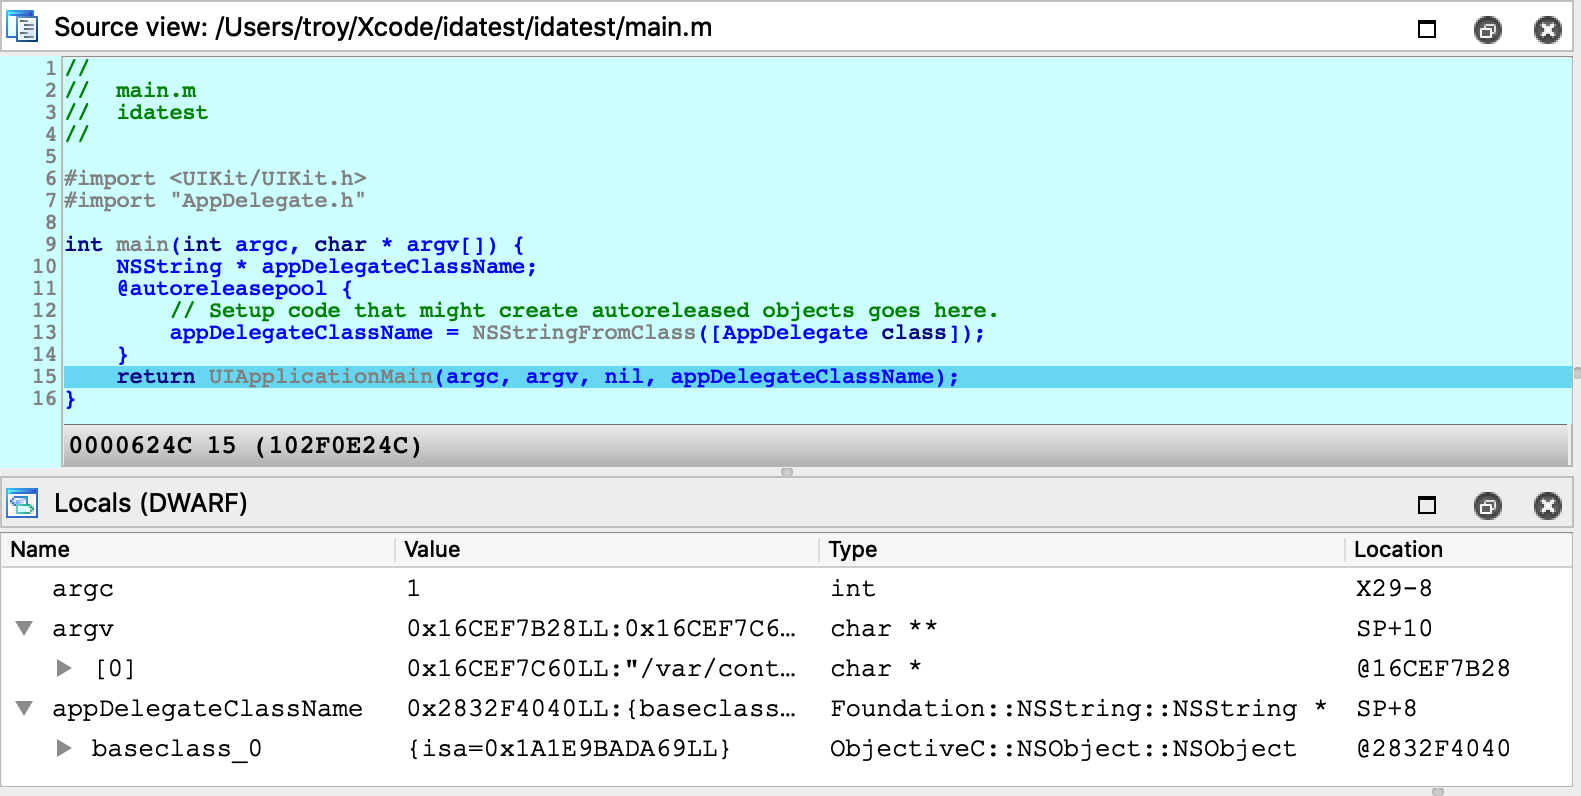 Source view: /Users/troy/Xcode/idatest/idatest/main.m
1 //
2 //  main.m
3 //  idatest
4 //
5
6 #import <UIKit/UIKit.h>
7 #import "AppDelegate.h"
8
9 int main(int argc, char * argv[]) {
10     NSString * appDelegateClassName;
11     @autoreleasepool {
12         // Setup code that might create autoreleased objects goes here.
13         appDelegateClassName = NSStringFromClass([AppDelegate class]);
14     }
15     return UIApplicationMain(argc, argv, nil, appDelegateClassName);
16 }
0000624C 15 (102F0E24C)
Locals (DWARF)
Name Value Type Location
argc 1 int X29-8
argv 0x16CEF7B28LL:0x16CEF7C6... char ** SP+10
[0] 0x16CEF7C60LL:"/var/cont... char * @16CEF7B28
appDelegateClassName 0x2832F4040LL:{baseclass... Foundation::NSString::NSString * SP+8
baseclass_0 {isa=0x1A1E9BADA69LL} ObjectiveC::NSObject::NSObject @2832F4040